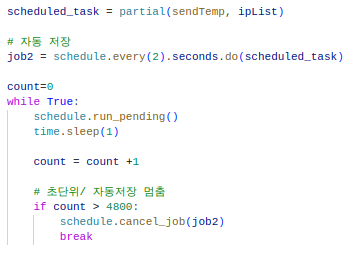 scheduled_task = partial(sendTemp, ipList)
# 자동 저장
job2 = schedule.every(2).seconds.do(scheduled_task)
count=0
while True:
schedule.run_pending()
time.sleep(1)
count = count +1
# 초단위/ 자동저장 멈춤
if count > 4800:
schedule.cancel_job(job2)
break